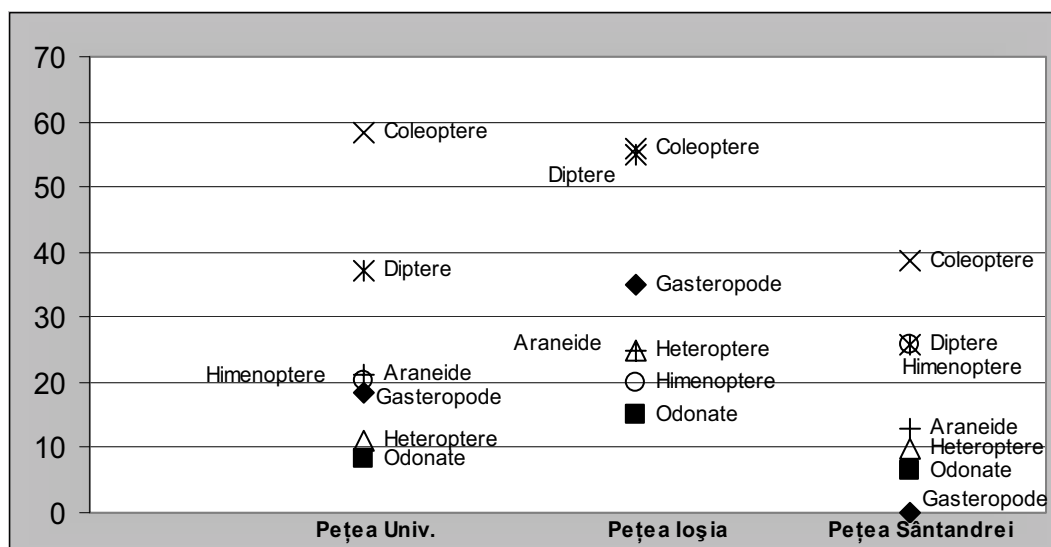 70
60
Coleoptere
Coleoptere
Diptere
50
40
Diptere
Coleoptere
Gasteropode
30
Araneide
Heteroptere
Diptere
Himenoptere
20
Himenoptere
Araneide
Himenoptere
Gasteropode
Odonate
Araneide
10
Heteroptere
Heteroptere
Odonate
Odonate
Gasteropode
0
Pețea Univ.
Pețea Ioşia
Pețea Sântandrei